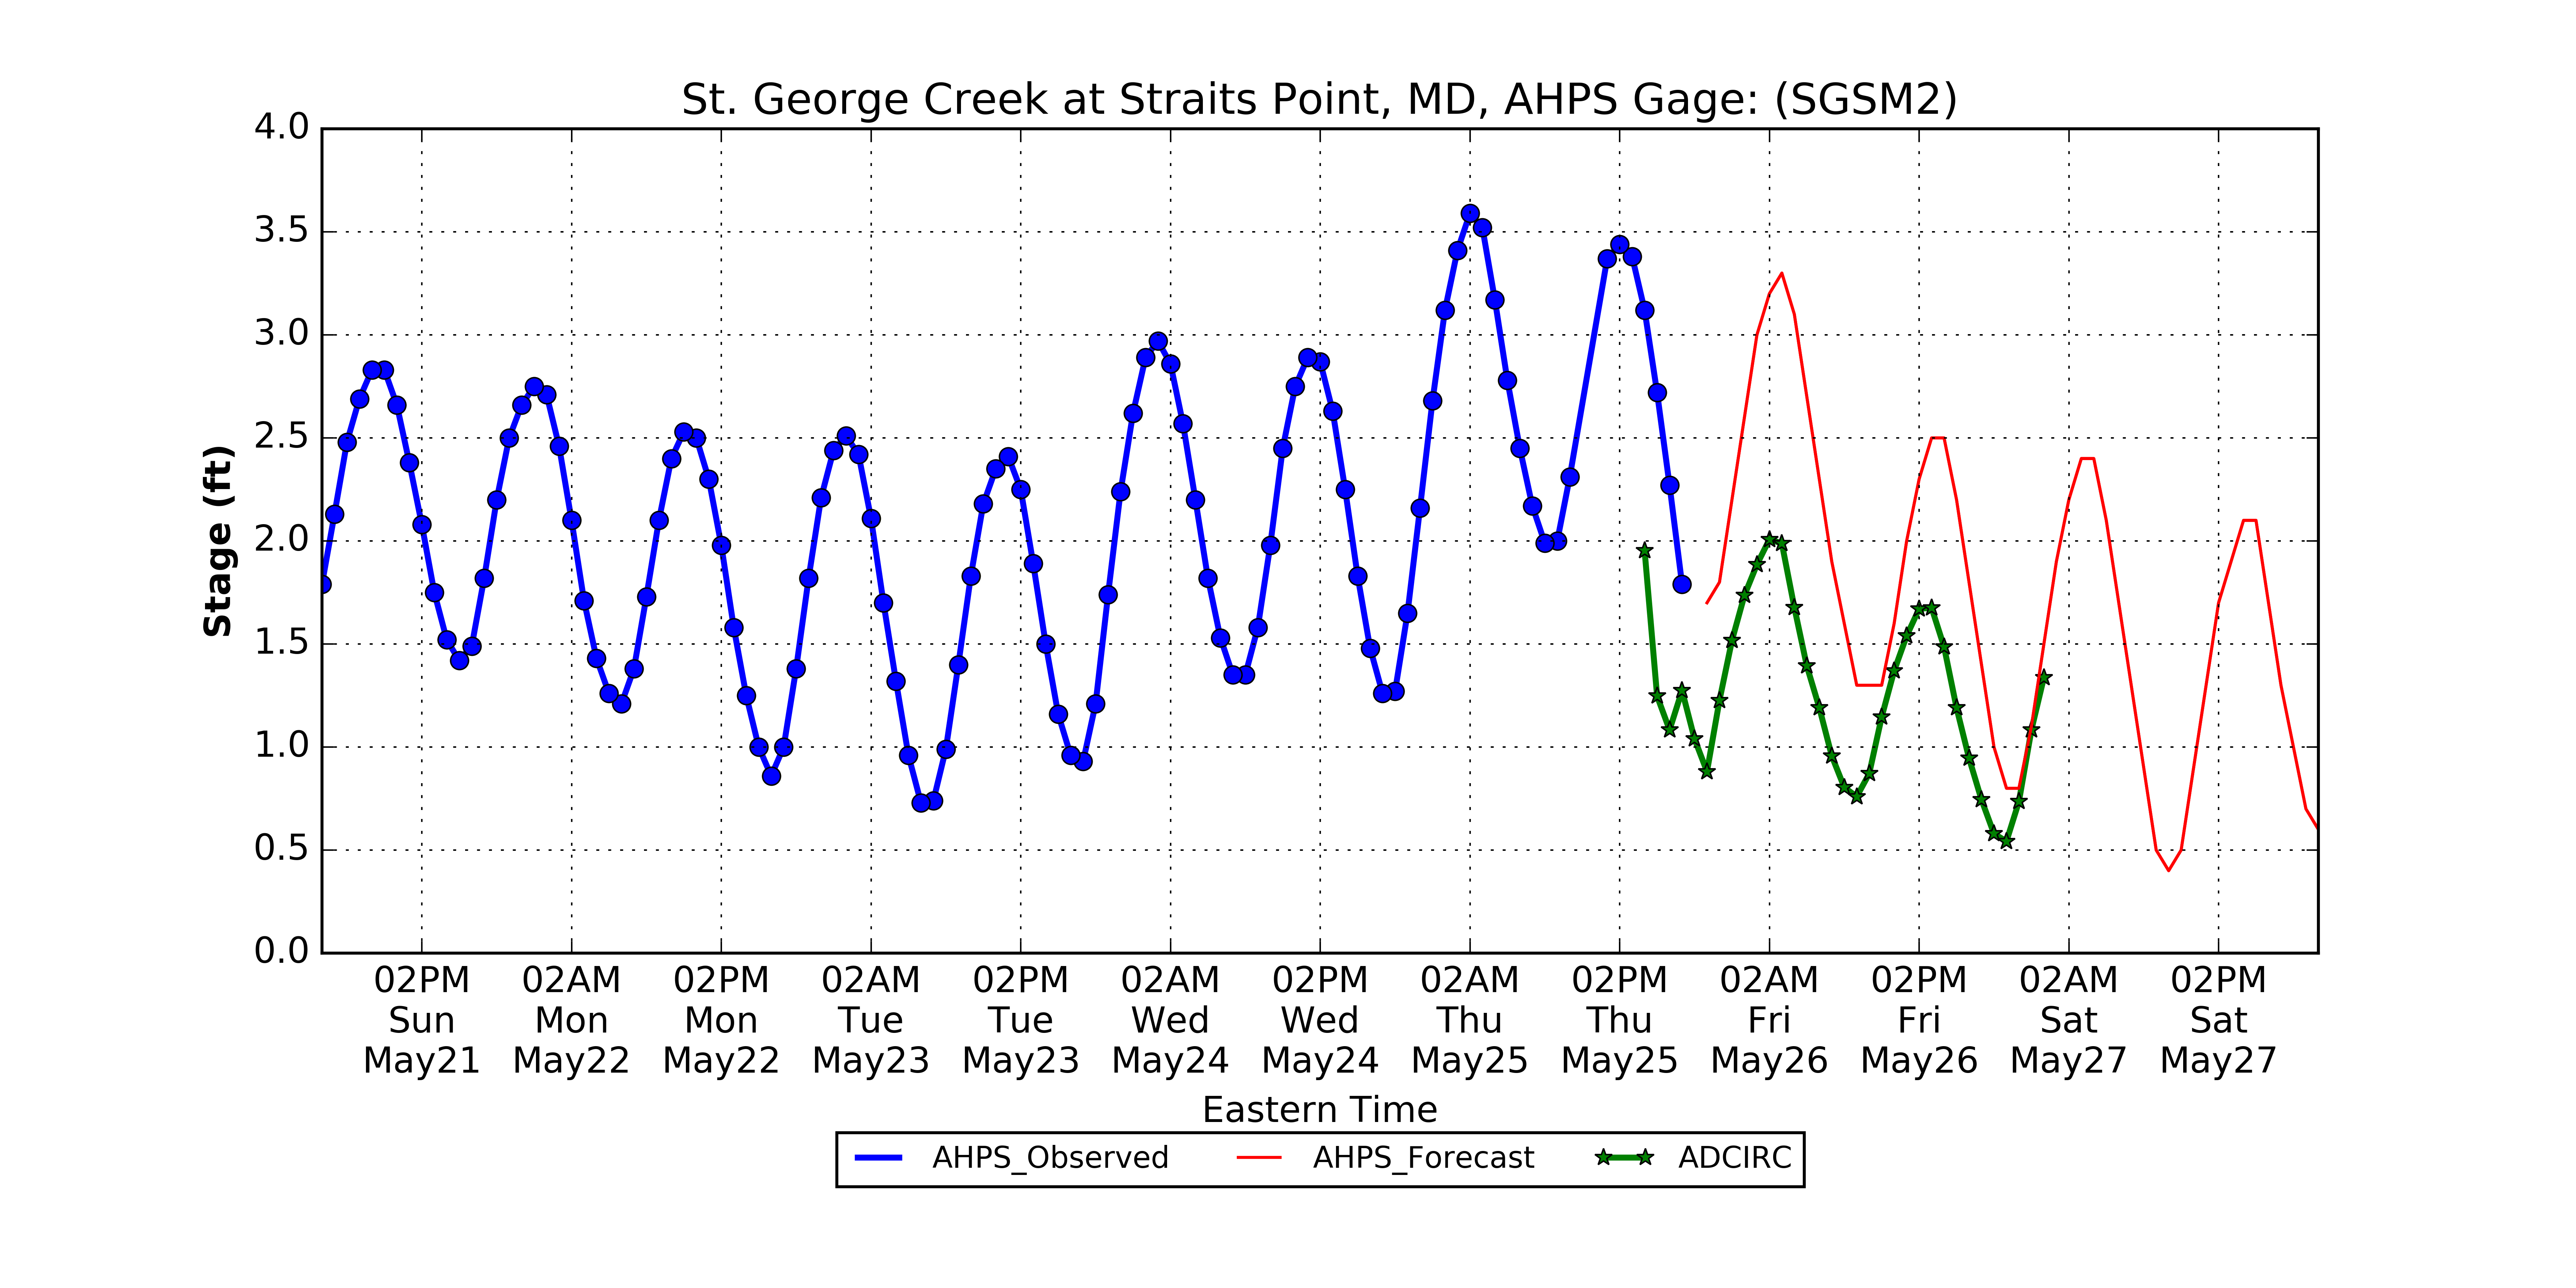 St. George Creek at Straits Point, MD, AHPS Gage: (SGSM2)
4.0
3.5
3.0
2.5
2.0
1.5
1.0
0.5
0.0
Stage (ft)
02PM 02AM 02PM 02AM 02PM 02AM 02PM 02AM 02PM 02AM 02PM 02AM 02PM
Sun Mon Mon Tue Tue Wed Wed Thu Thu Fri Fri Sat Sat
May21 May22 May22 May23 May23 May24 May24 May25 May25 May26 May26 May27 May27
Eastern Time
AHPS_Observed AHPS_Forecast ADCIRC